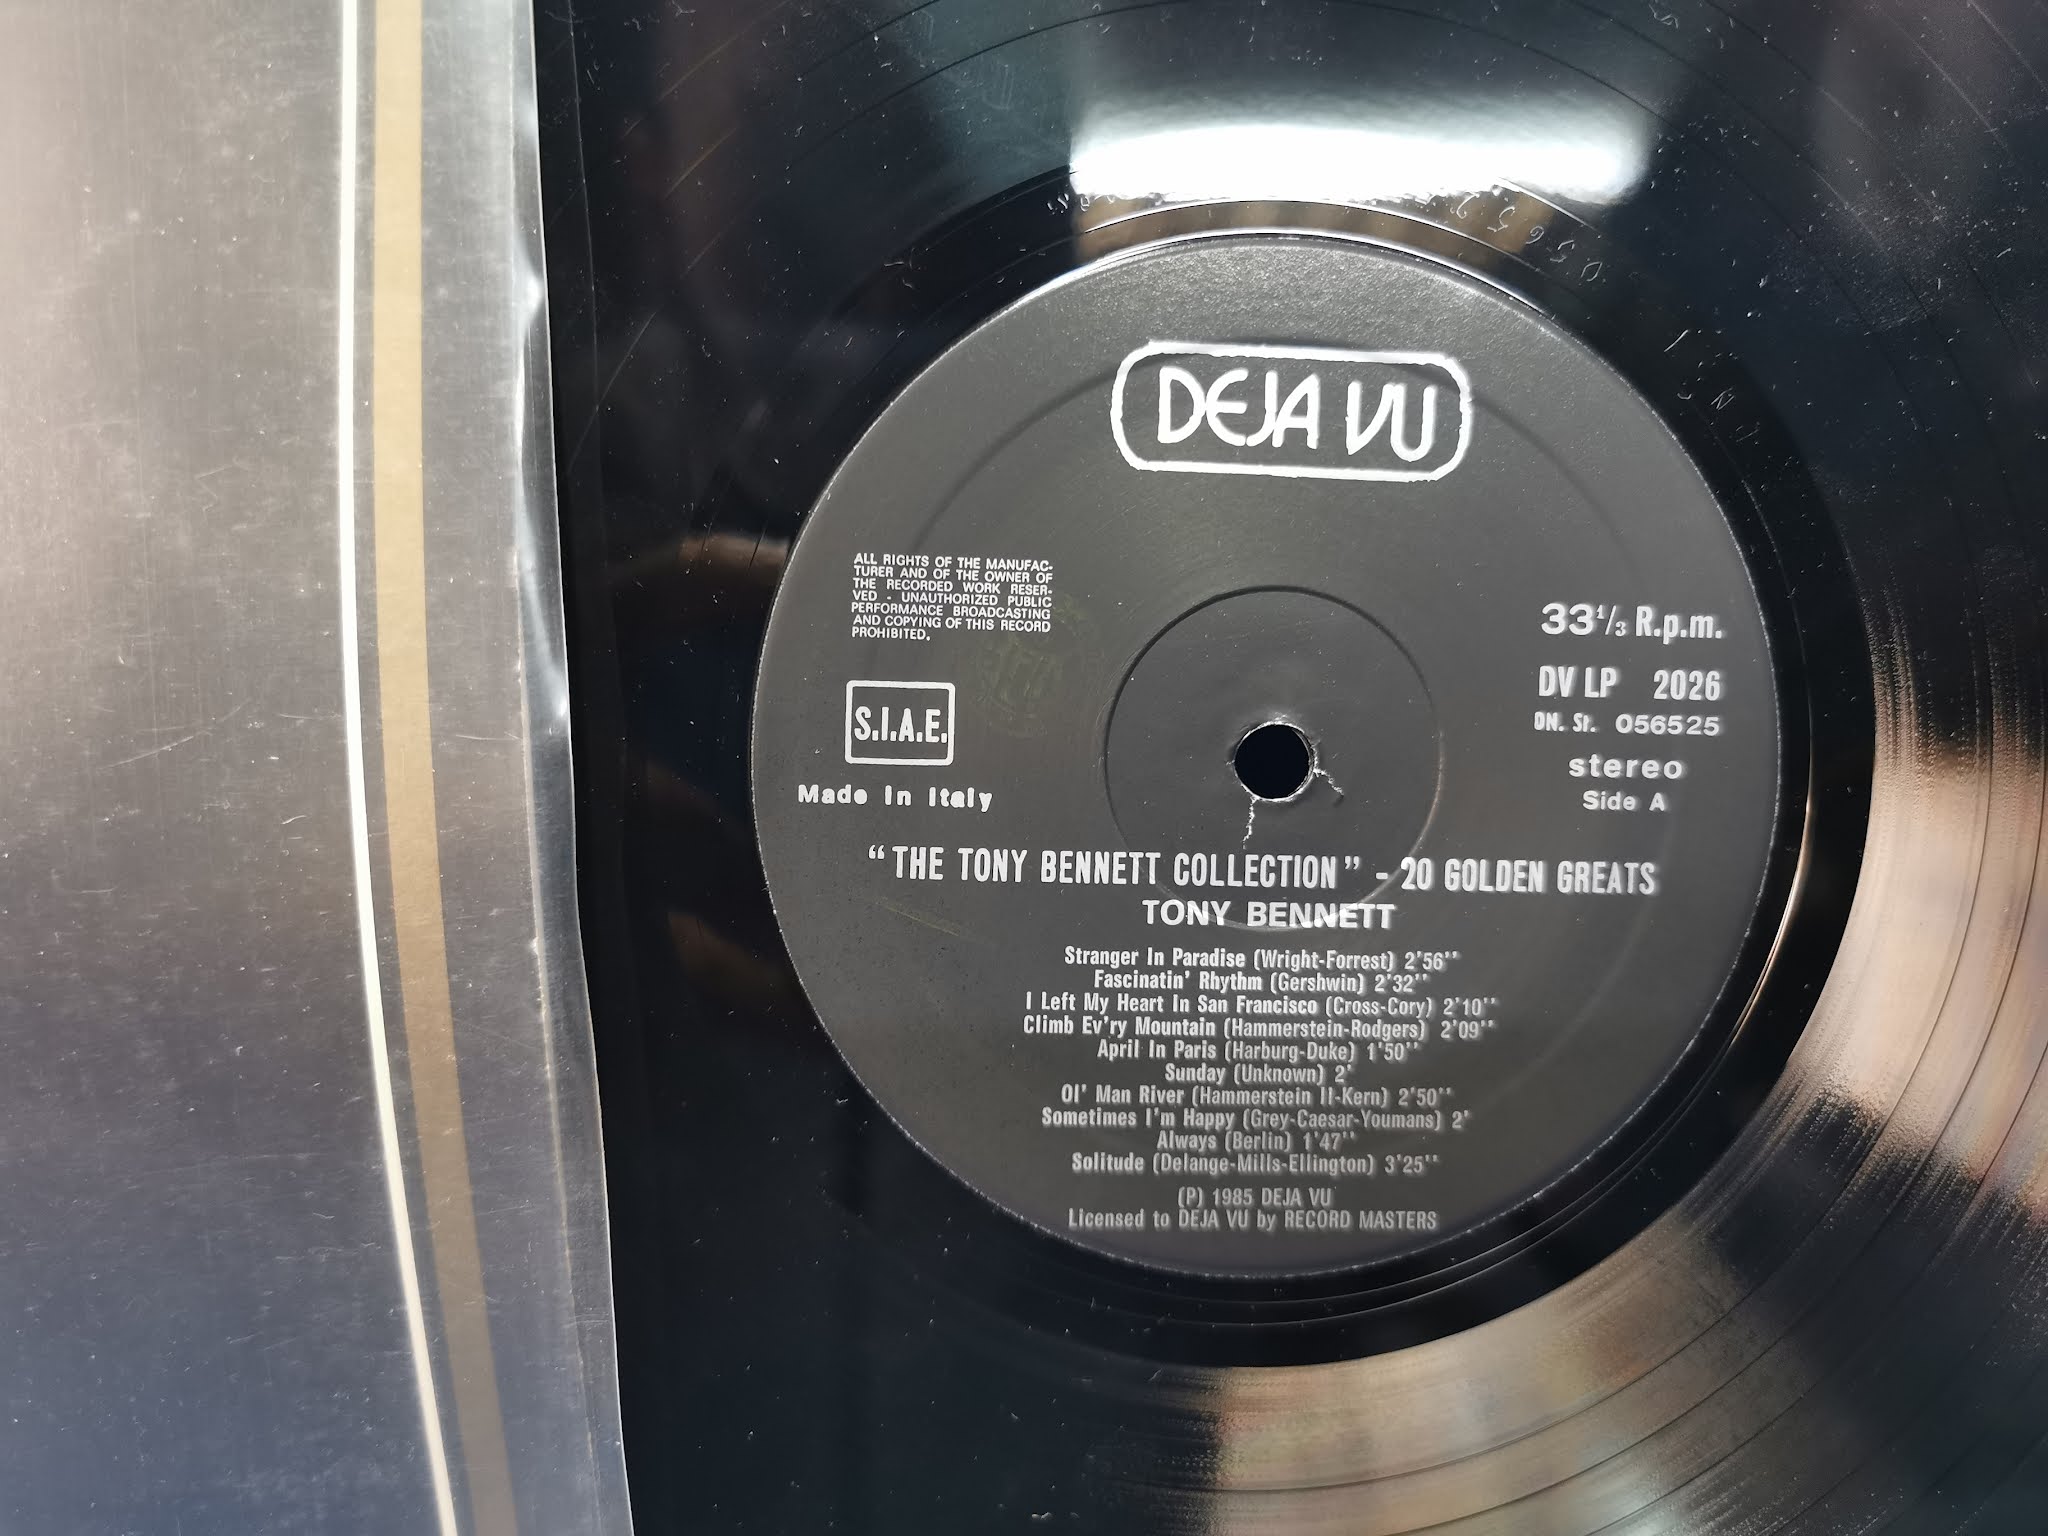 DEJA VU
ALL RIGHTS OF THE MANUFAC-
TURER AND OF THE OWNER OF
THE RECORDED WORK RESER-
VED - UNAUTHORIZED PUBLIC
PERFORMANCE BROADCASTING
AND COPYING OF THIS RECORD
PROHIBITED.
S.I.A.E.
Made in Italy
33 1/3 R.p.m.
DV LP 2026
ON. St. 056525
stereo
Side A
"THE TONY BENNETT COLLECTION" - 20 GOLDEN GREATS
TONY BENNETT
Stranger In Paradise (Wright-Forrest) 2'56''
Fascinatin' Rhythm (Gershwin) 2'32''
I Left My Heart In San Francisco (Cross-Cory) 2'10''
Climb Ev'ry Mountain (Hammerstein-Rodgers) 2'09''
April In Paris (Harburg-Duke) 1'50''
Sunday (Unknown) 2'
Ol' Man River (Hammerstein II-Kern) 2'50''
Sometimes I'm Happy (Grey-Caesar-Youmans) 2'
Always (Berlin) 1'47''
Solitude (Delange-Mills-Ellington) 3'25''
(P) 1985 DEJA VU
Licensed to DEJA VU by RECORD MASTERS